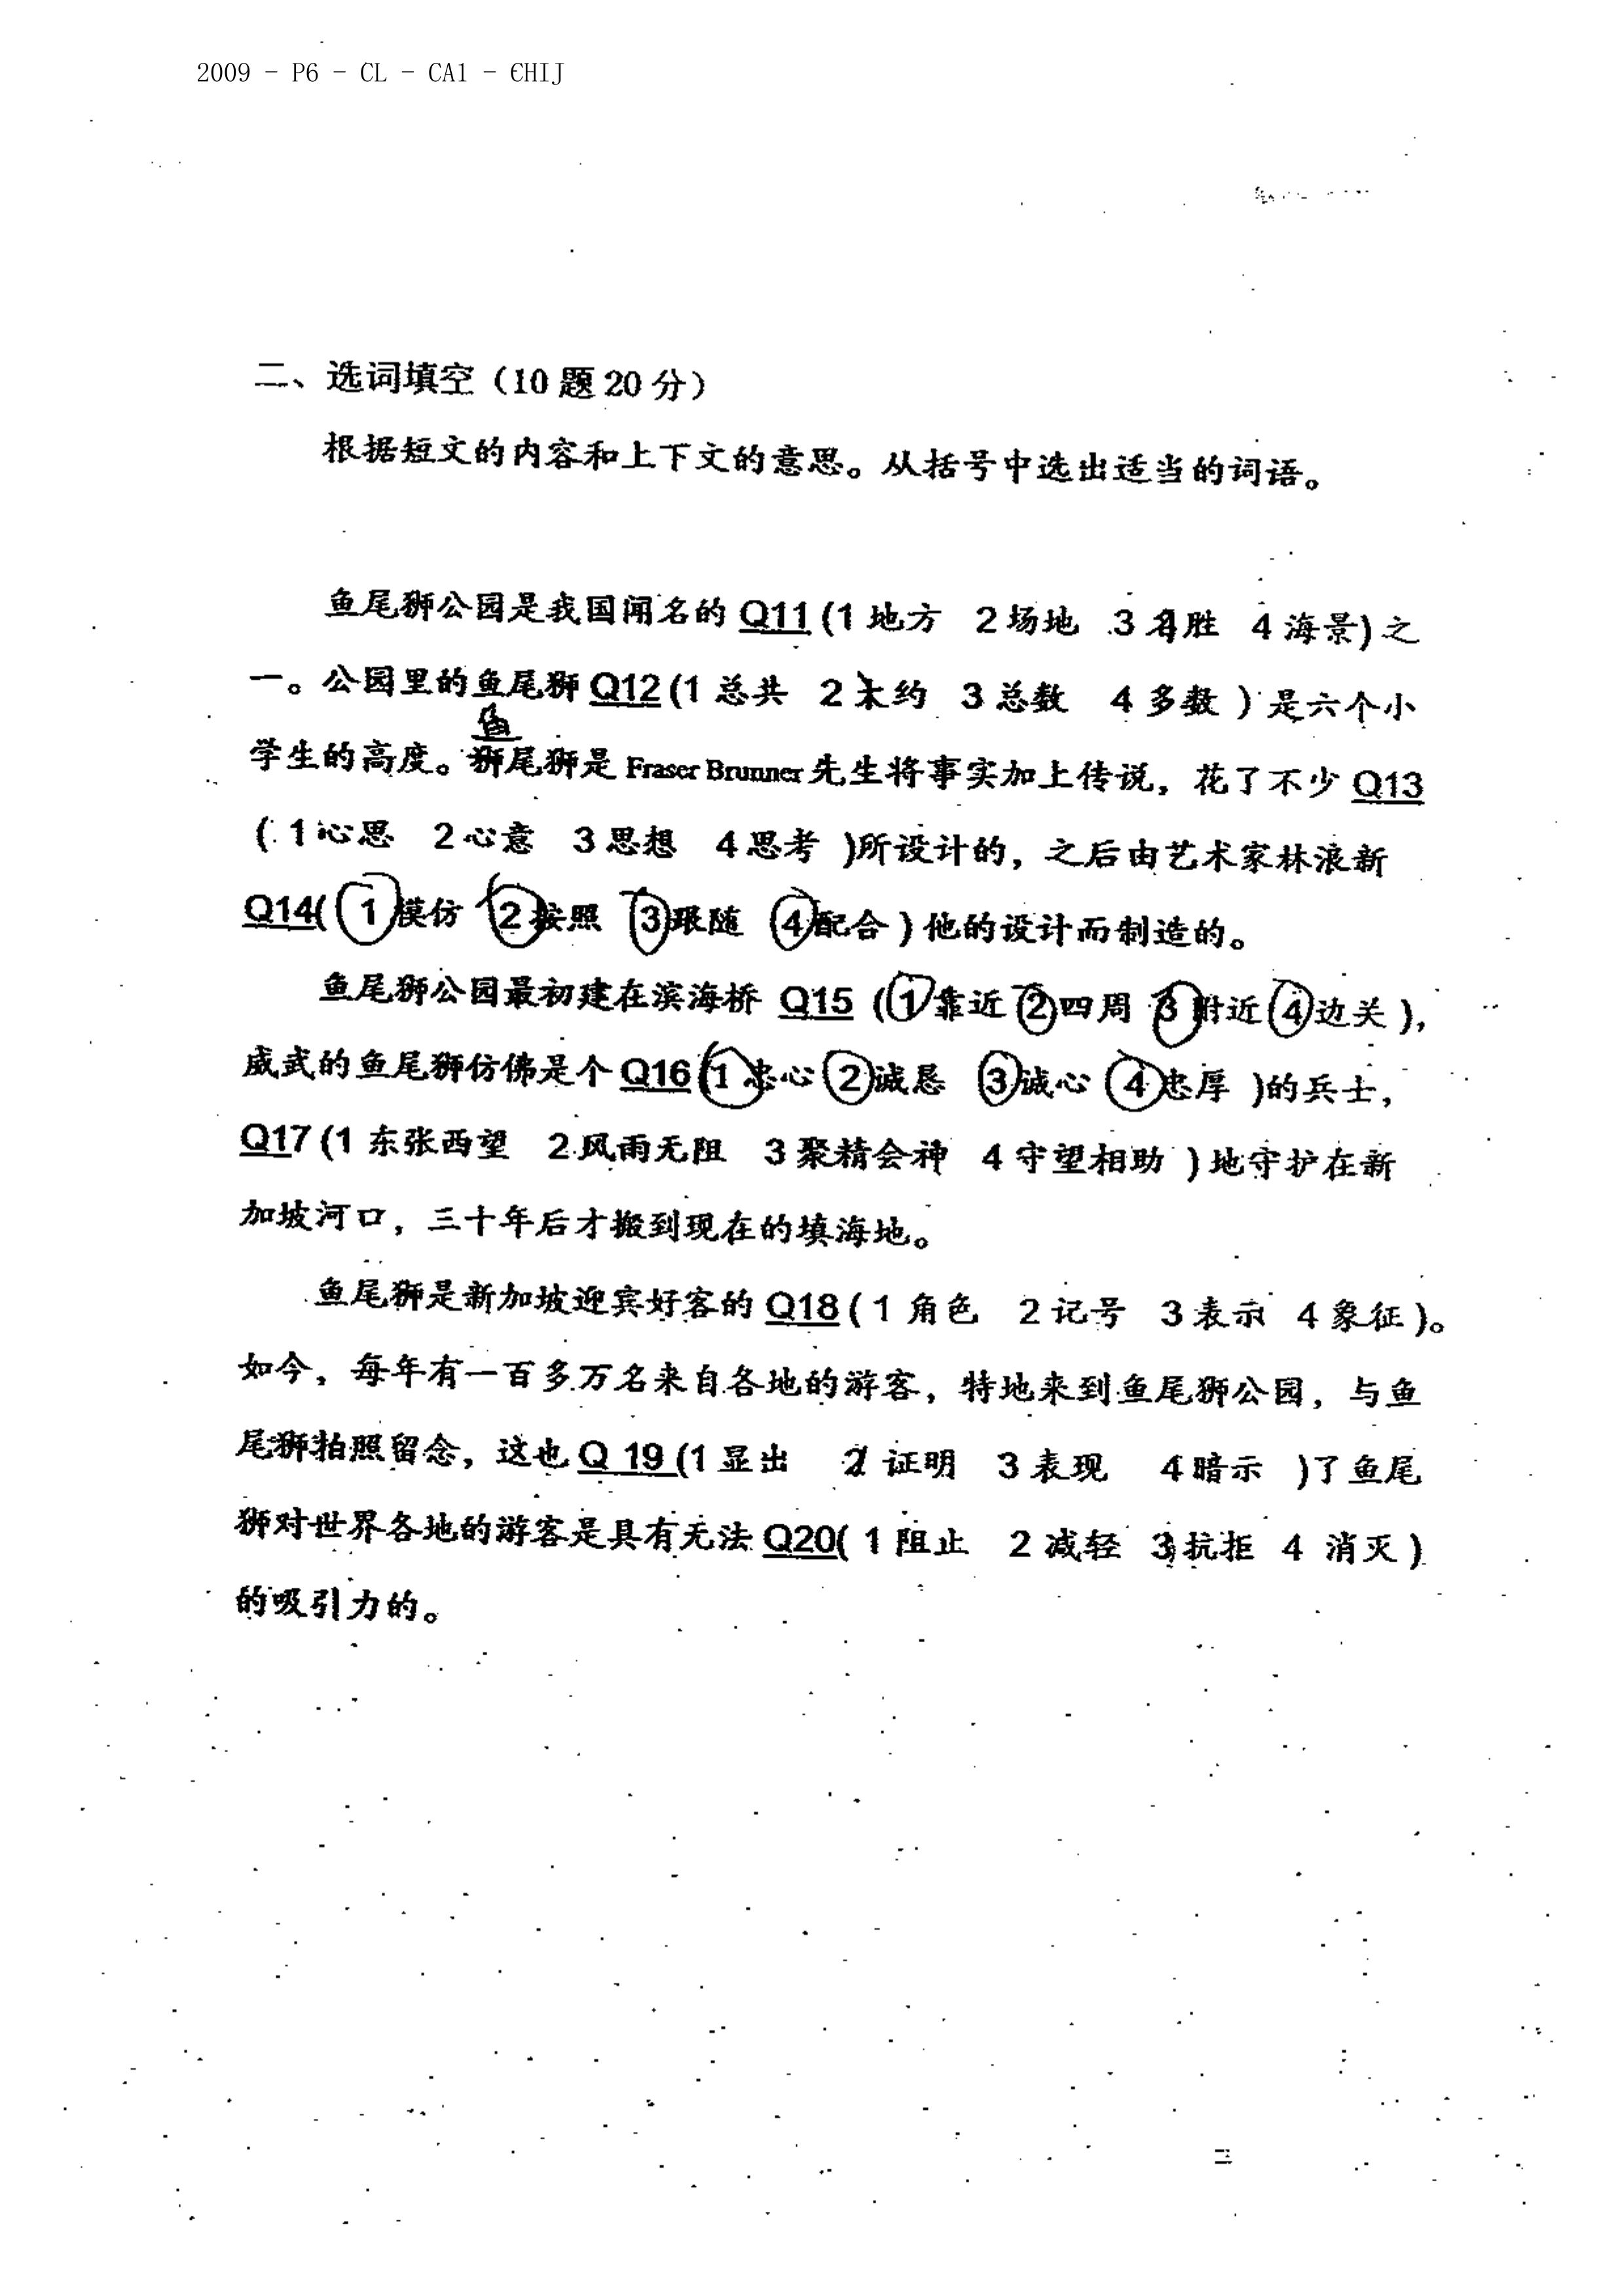 2009 - P6 - CL - CA1 - CHIJ
二、选词填空（10 题 20 分）
根据短文的内容和上下文的意思。从括号中选出适当的词语。
鱼尾狮公园是我国闻名的 Q11 (1 地方 2 场地 3 名胜 4 海景) 之
一。公园里的鱼尾狮 Q12 (1 总共 2 大约 3 总数 4 多数 ) 是六个小
鱼
学生的高度。狮尾狮是 Fraser Brunner 先生将事实加上传说，花了不少 Q13
( 1 心思 2 心意 3 思想 4 思考 )所设计的，之后由艺术家林浪新
Q14( 1 模仿 2 按照 3 跟随 4 配合 ) 他的设计而制造的。
鱼尾狮公园最初建在滨海桥 Q15 (1 靠近 2 四周 3 附近 4 边关 )，
威武的鱼尾狮仿佛是个 Q16 (1 忠心 2 诚恳 3 诚心 4 忠厚 )的兵士，
Q17 (1 东张西望 2 风雨无阻 3 聚精会神 4 守望相助 ) 地守护在新
加坡河口，三十年后才搬到现在的填海地。
鱼尾狮是新加坡迎宾好客的 Q18 ( 1 角色 2 记号 3 表示 4 象征 )。
如今，每年有一百多万名来自各地的游客，特地来到鱼尾狮公园，与鱼
尾狮拍照留念，这也 Q 19 (1 显出 2 证明 3 表现 4 暗示 )了鱼尾
狮对世界各地的游客是具有无法 Q20( 1 阻止 2 减轻 3 抗拒 4 消灭 )
的吸引力的。